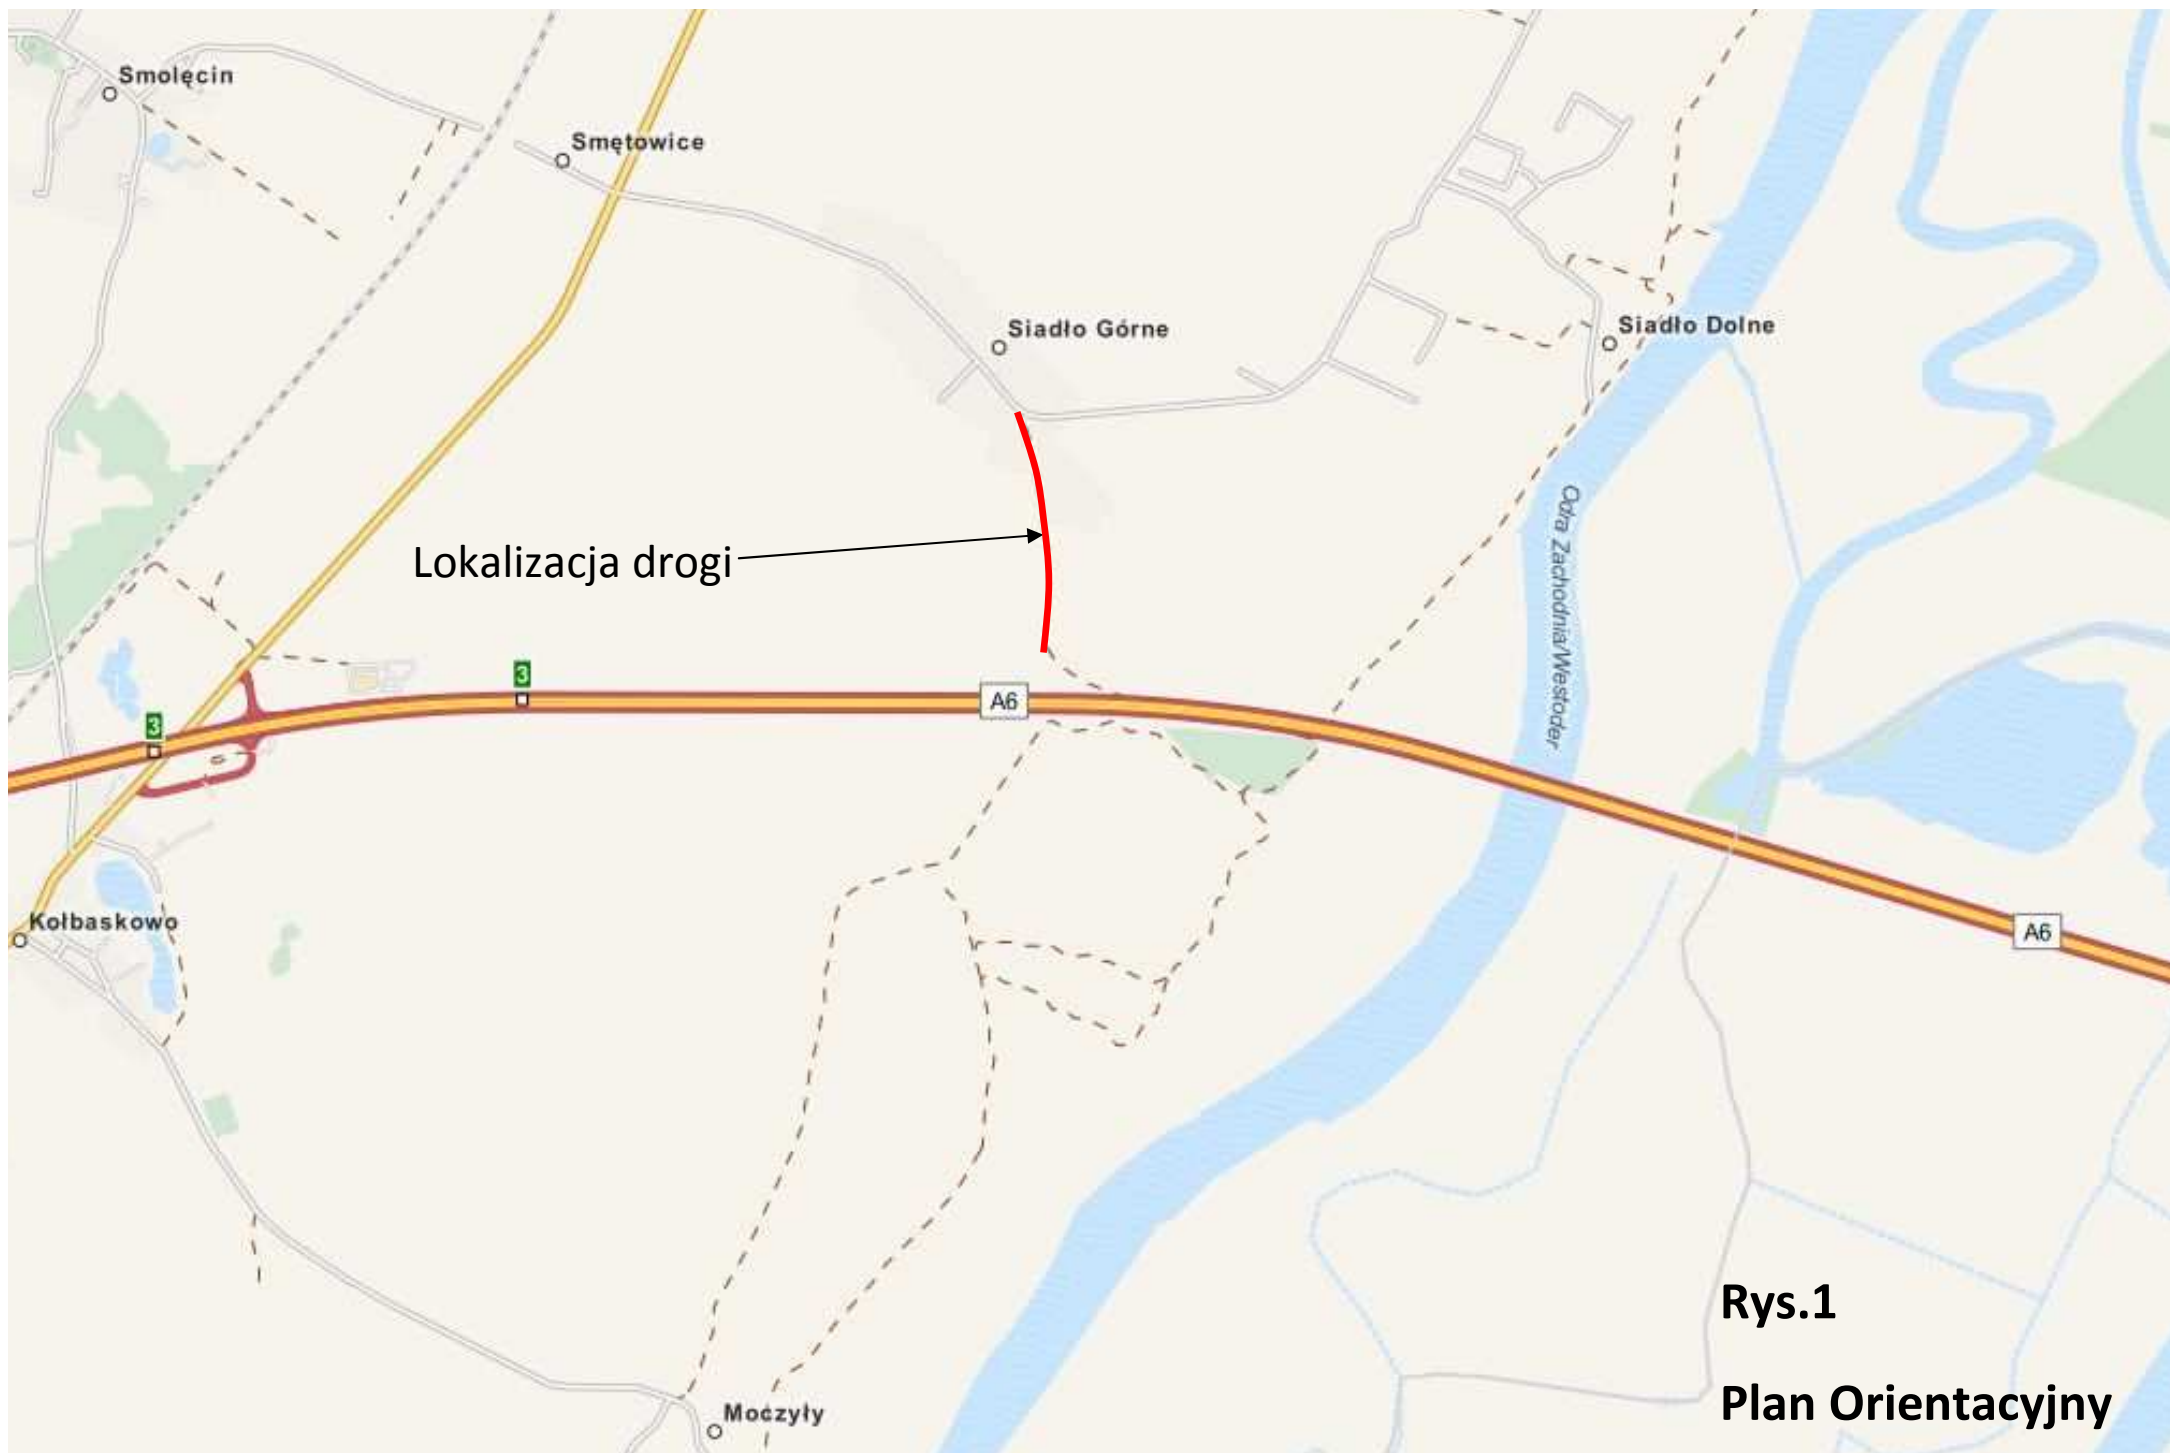 Smolęcin
Smętowice
Siadło Górne
Siadło Dolne
Odra Zachodnia/Westoder
Lokalizacja drogi
3
3
A6
A6
Kołbaskowo
Rys.1
Plan Orientacyjny
Moczyły